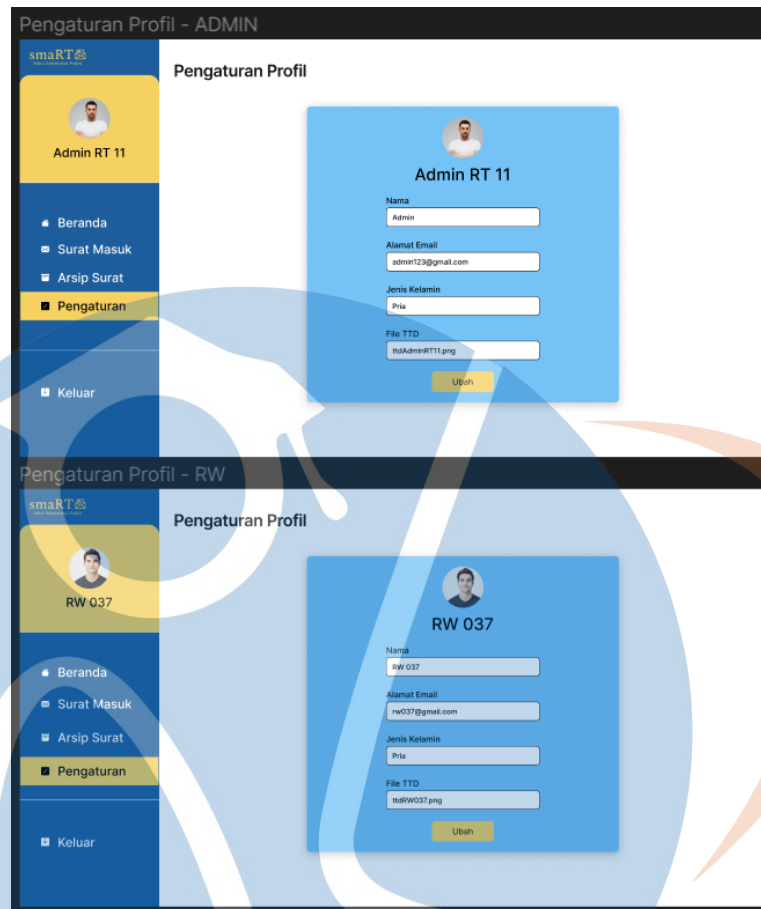 Pengaturan Profil - ADMIN
smaRT
Pengaturan Profil
Admin RT 11
Admin RT 11
Nama
Admin
Alamat Email
admin123@gmail.com
Jenis Kelamin
Pria
File TTD
ttdAdminRT11.png
Ubah
Beranda
Surat Masuk
Arsip Surat
Pengaturan
Keluar
Pengaturan Profil - RW
smaRT
Pengaturan Profil
RW 037
RW 037
Nama
RW 037
Alamat Email
rw037@gmail.com
Jenis Kelamin
Pria
File TTD
ttdRW037.png
Ubah
Beranda
Surat Masuk
Arsip Surat
Pengaturan
Keluar